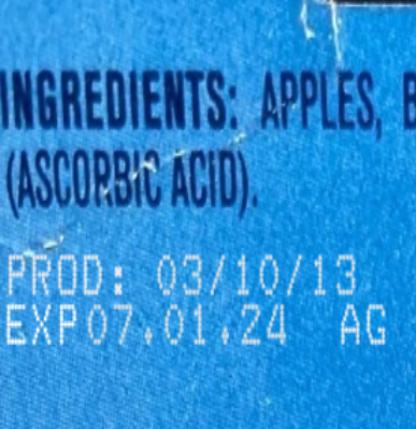 INGREDIENTS: APPLES,
(ASCORBIC ACID).
PROD: 03/10/13
EXP07.01.24 AG